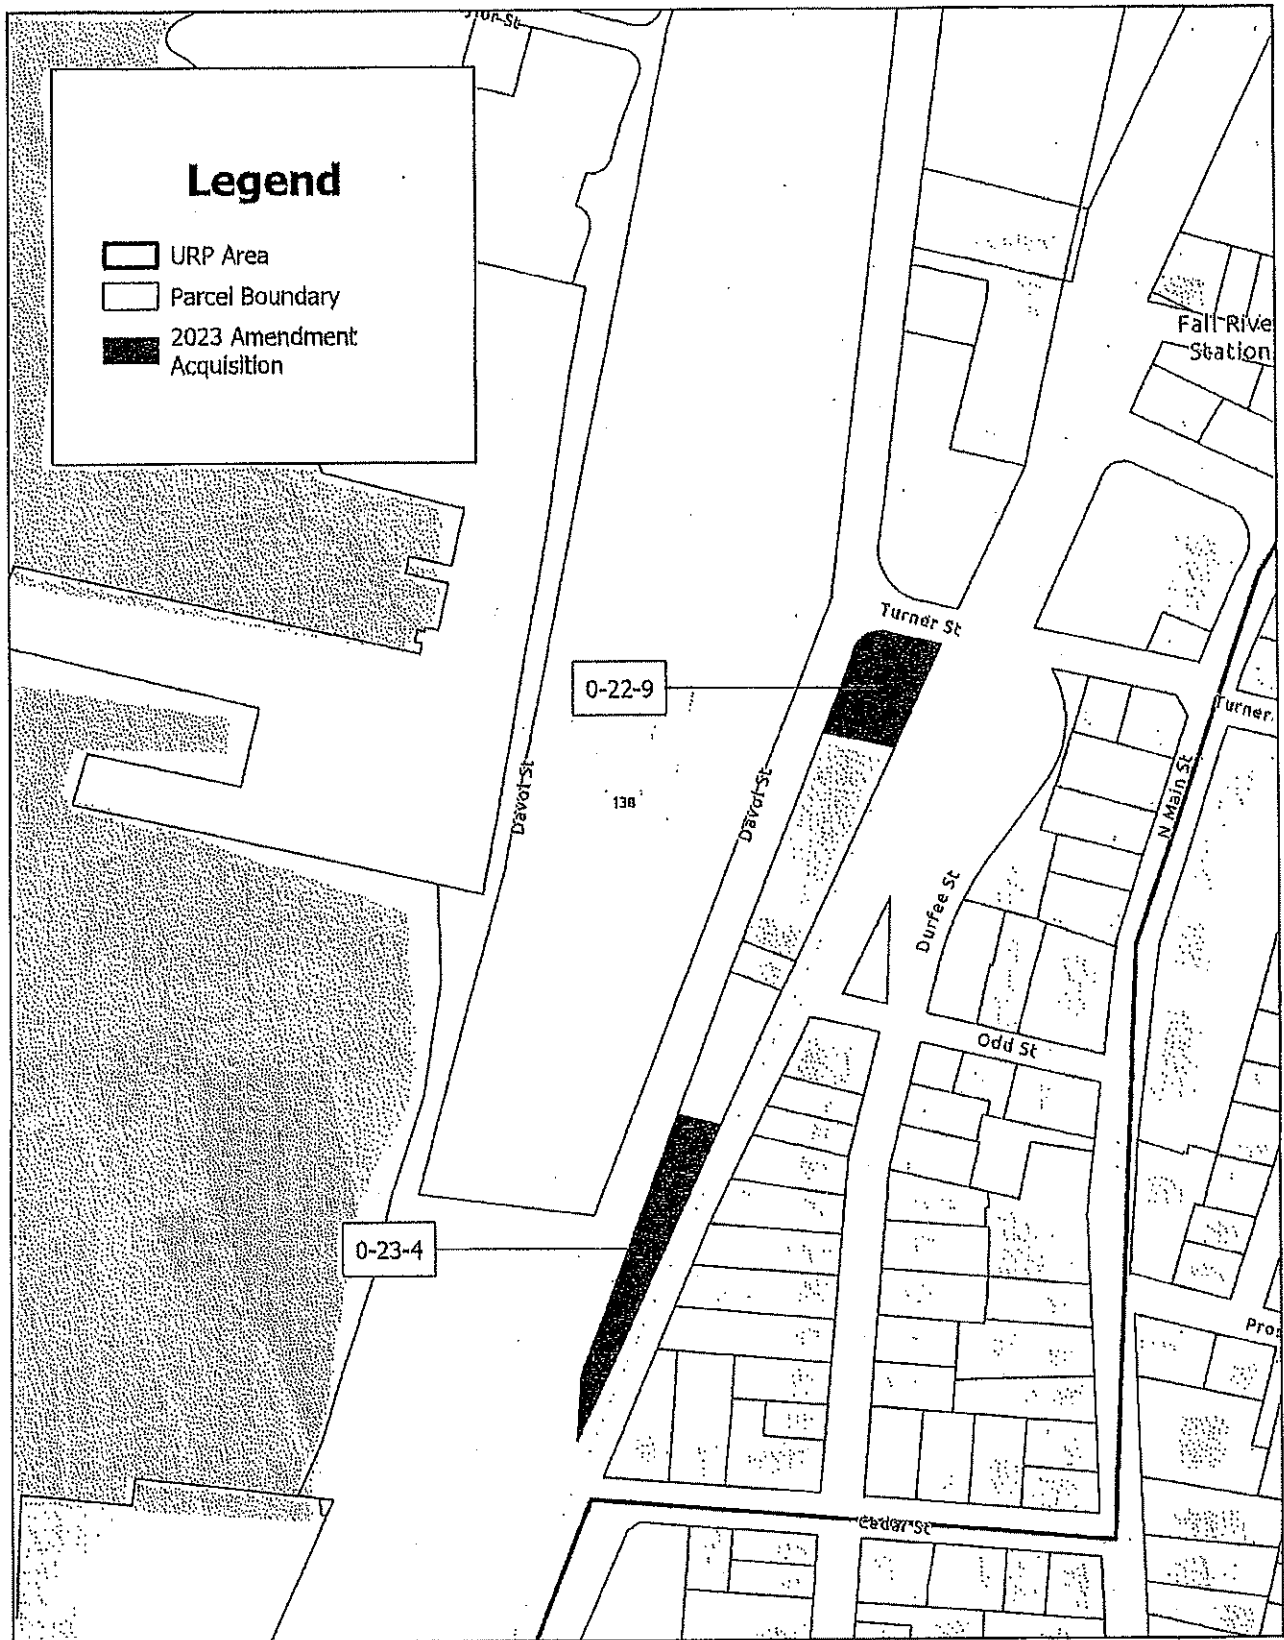 Legend
URP Area
Parcel Boundary
2023 Amendment
Acquisition
Fall River
Station
Turner St
0-22-9
Turner
Davol St
138
Davol St
N Main St
Durfee St
Odd St
0-23-4
Cedar St